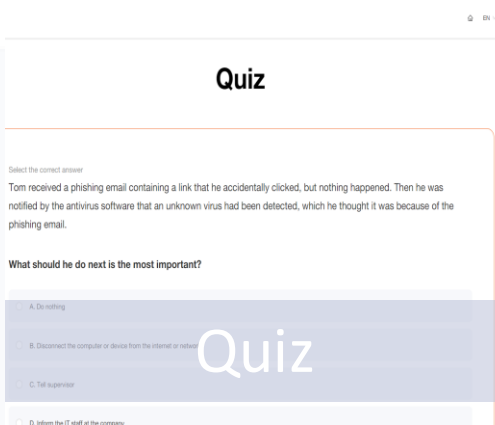 EN
Quiz
Select the correct answer
Tom received a phishing email containing a link that he accidentally clicked, but nothing happened. Then he was
notified by the antivirus software that an unknown virus had been detected, which he thought it was because of the
phishing email.
What should he do next is the most important?
A. Do nothing
B. Disconnect the computer or device from the internet or network
Quiz
C. Tell supervisor
D. Inform the IT staff at the company